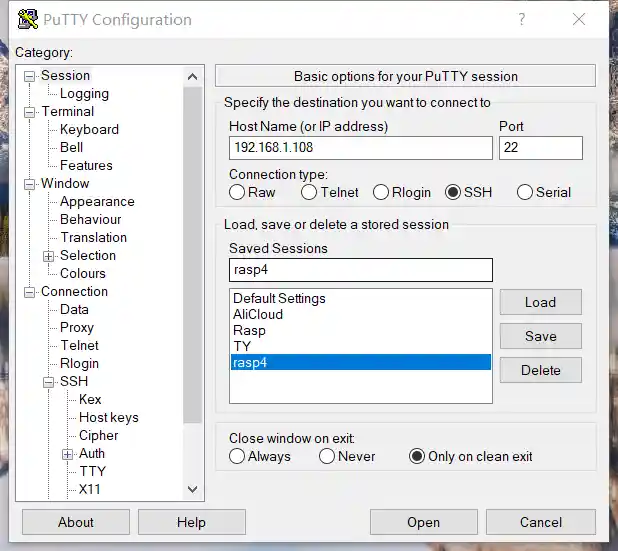 PuTTY Configuration
?
Category:
Session
Logging
Terminal
Keyboard
Bell
Features
Window
Appearance
Behaviour
Translation
Selection
Colours
Connection
Data
Proxy
Telnet
Rlogin
SSH
Kex
Host keys
Cipher
Auth
TTY
X11
Basic options for your PuTTY session
Specify the destination you want to connect to
Host Name (or IP address) Port
192.168.1.108 22
Connection type:
Raw Telnet Rlogin SSH Serial
Load, save or delete a stored session
Saved Sessions
rasp4
Default Settings
AliCloud
Rasp
TY
rasp4
Load
Save
Delete
Close window on exit:
Always Never Only on clean exit
About Help Open Cancel